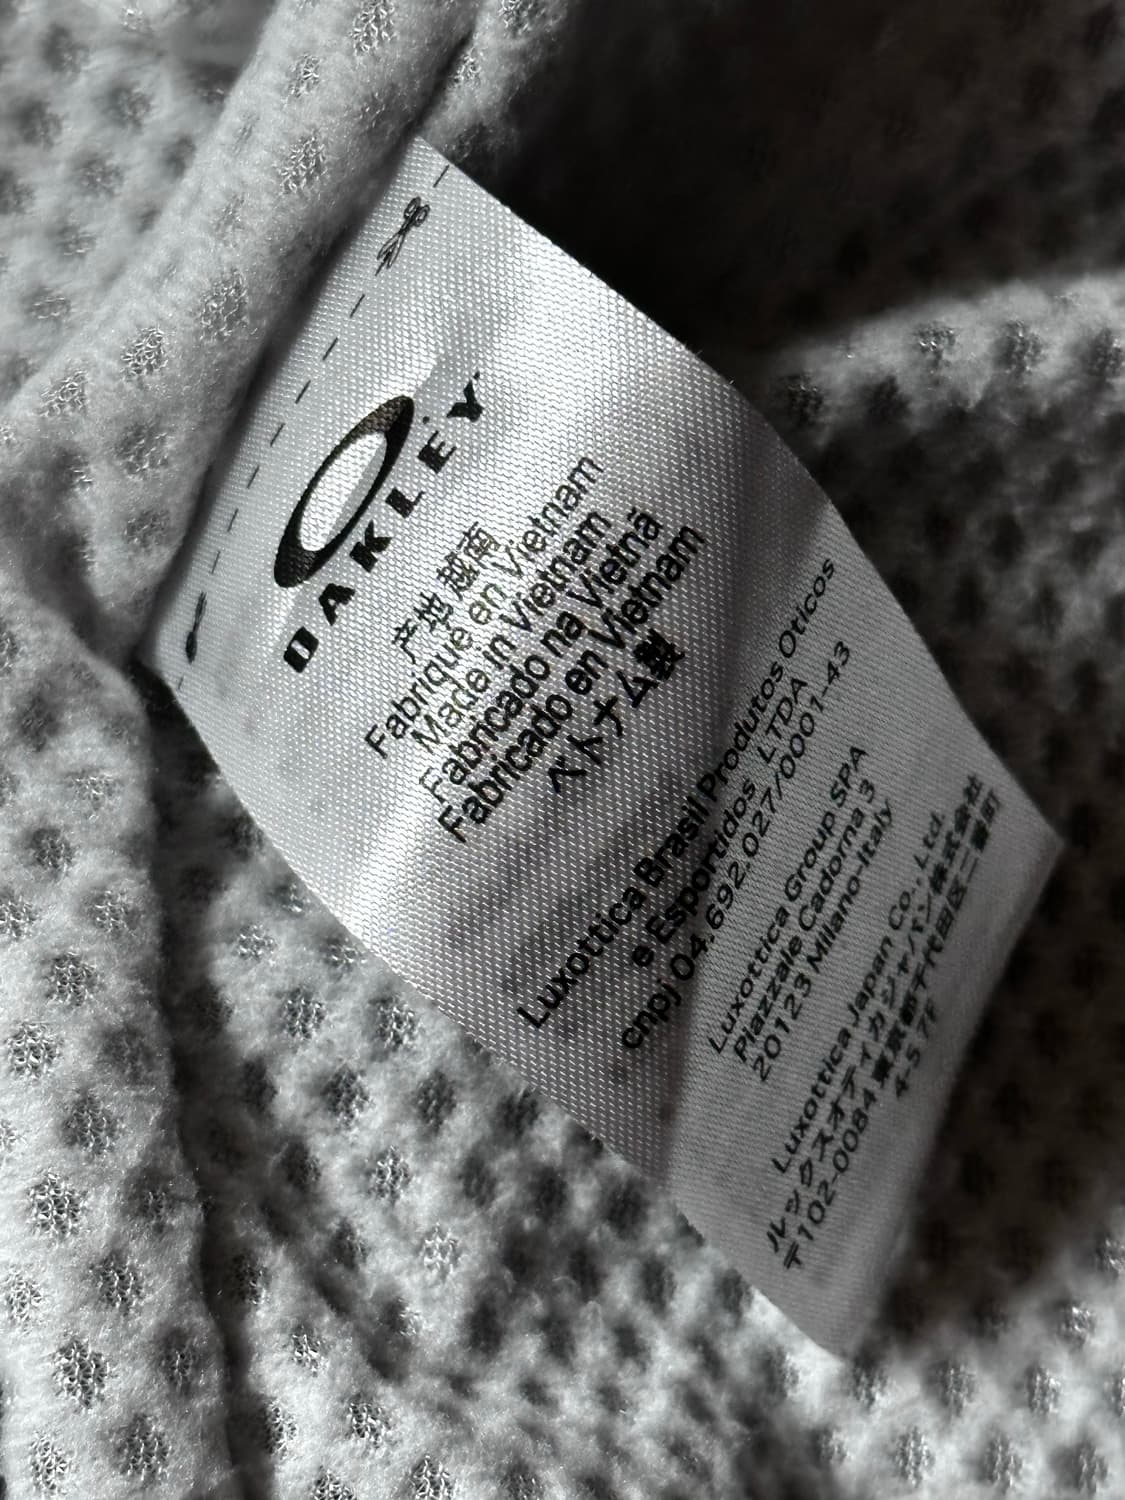 OAKLEY
产地 越南
Fabriqué en Vietnam
Made in Vietnam
Fabricado na Vietnã
Fabricado en Vietnam
ベトナム製
Luxottica Brasil Produtos Oticos
e Esportidos LTDA
cnpj 04.692.027/0001-43
Luxottica Group SPA
Piazzale Cadorna 3
20123 Milano-Italy
Luxottica Japan Co., Ltd.
ルックスオティカジャパン株式会社
〒102-0084 東京都千代田区二番町
4-5 7F